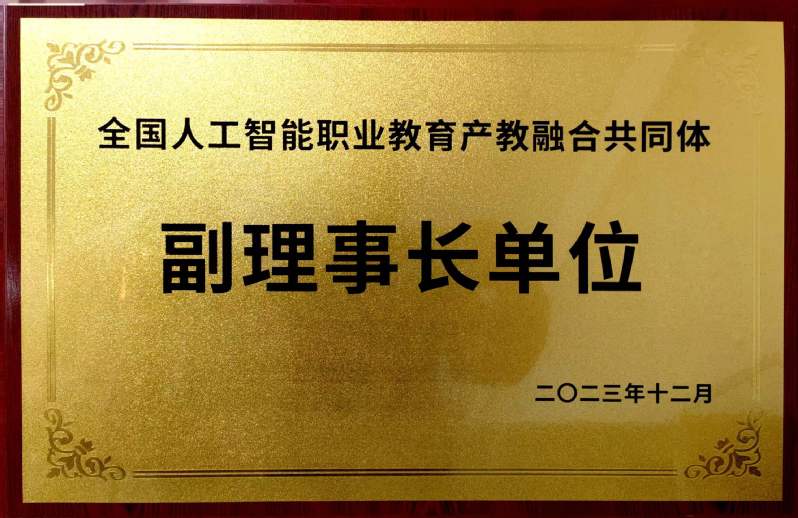 全国人工智能职业教育产教融合共同体
副理事长单位
二〇二三年十二月